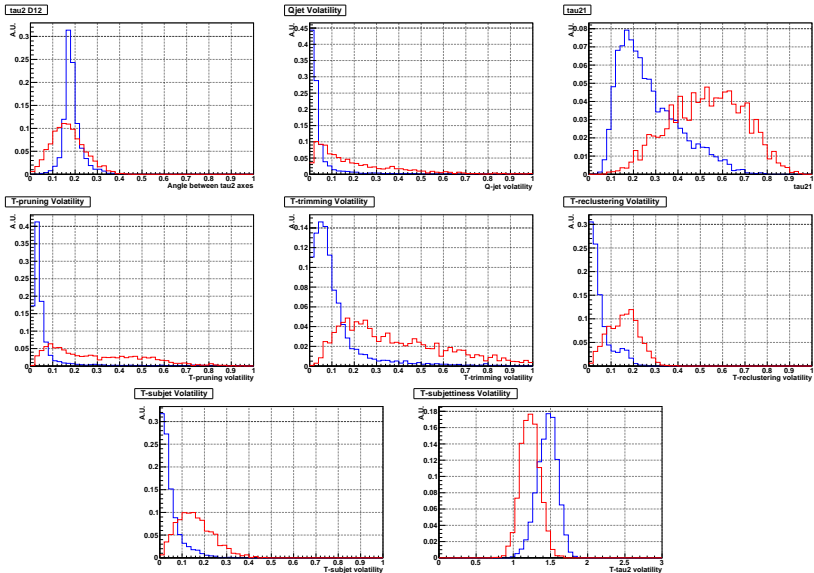 tau2 D12
A.U.
0.3
0.25
0.2
0.15
0.1
0.05
0
0 0.1 0.2 0.3 0.4 0.5 0.6 0.7 0.8 0.9 1
Angle between tau2 axes
Qjet Volatility
A.U.
0.45
0.4
0.35
0.3
0.25
0.2
0.15
0.1
0.05
0
0 0.1 0.2 0.3 0.4 0.5 0.6 0.7 0.8 0.9 1
Q-jet volatility
tau21
A.U.
0.08
0.07
0.06
0.05
0.04
0.03
0.02
0.01
0
0 0.1 0.2 0.3 0.4 0.5 0.6 0.7 0.8 0.9 1
tau21
T-pruning Volatility
A.U.
0.4
0.35
0.3
0.25
0.2
0.15
0.1
0.05
0
0 0.1 0.2 0.3 0.4 0.5 0.6 0.7 0.8 0.9 1
T-pruning volatility
T-trimming Volatility
A.U.
0.14
0.12
0.1
0.08
0.06
0.04
0.02
0
0 0.1 0.2 0.3 0.4 0.5 0.6 0.7 0.8 0.9 1
T-trimming volatility
T-reclustering Volatility
A.U.
0.3
0.25
0.2
0.15
0.1
0.05
0
0 0.1 0.2 0.3 0.4 0.5 0.6 0.7 0.8 0.9 1
T-reclustering volatility
T-subjet Volatility
A.U.
0.3
0.25
0.2
0.15
0.1
0.05
0
0 0.1 0.2 0.3 0.4 0.5 0.6 0.7 0.8 0.9 1
T-subjet volatility
T-subjettiness Volatility
A.U.
0.18
0.16
0.14
0.12
0.1
0.08
0.06
0.04
0.02
0.00
0 0.5 1 1.5 2 2.5 3
T-tau2 volatility